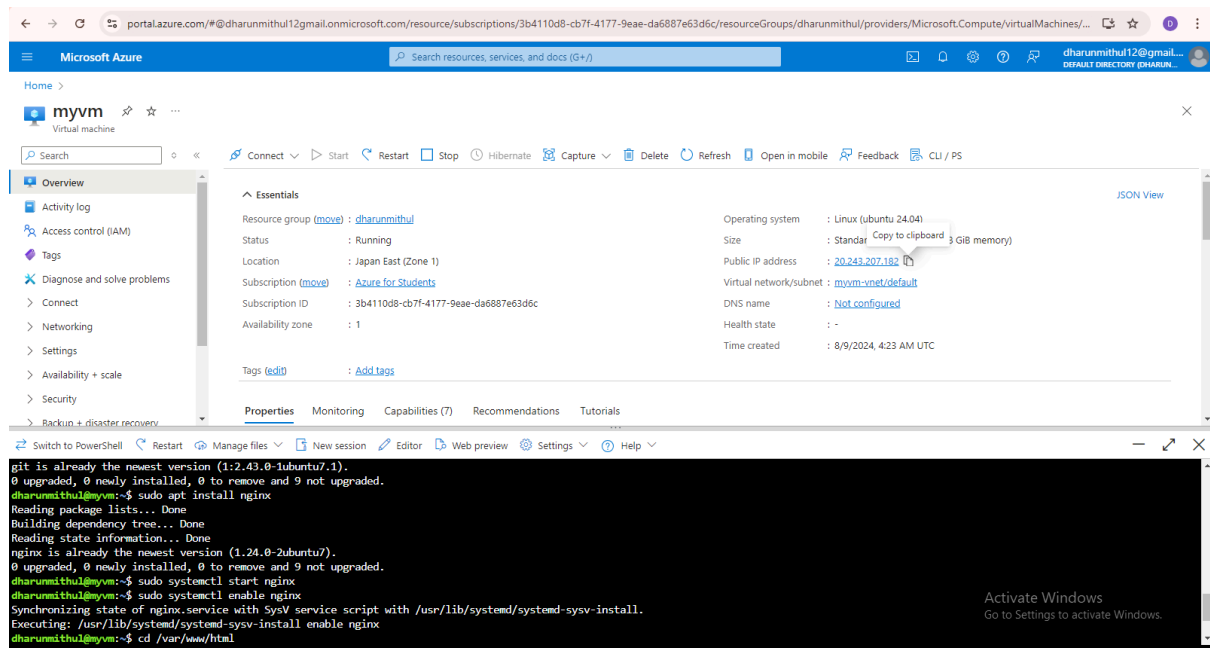 portal.azure.com/#@dharunmithul12gmail.onmicrosoft.com/resource/subscriptions/3b4110d8-cb7f-4177-9eae-da6887e63d6c/resourceGroups/dharunmithul/providers/Microsoft.Compute/virtualMachines/...
D
Microsoft Azure
Search resources, services, and docs (G+/)
dharunmithul12@gmail....
DEFAULT DIRECTORY (DHARUN...
Home >
myvm
Virtual machine
Search
Connect Start Restart Stop Hibernate Capture Delete Refresh Open in mobile Feedback CLI / PS
Overview
Activity log
Access control (IAM)
Tags
Diagnose and solve problems
Connect
Networking
Settings
Availability + scale
Security
Backup + disaster recovery
Essentials
JSON View
Resource group (move) : dharunmithul
Status : Running
Location : Japan East (Zone 1)
Subscription (move) : Azure for Students
Subscription ID : 3b4110d8-cb7f-4177-9eae-da6887e63d6c
Availability zone : 1
Operating system : Linux (ubuntu 24.04)
Size : Standar GiB memory)
Copy to clipboard
Public IP address : 20.243.207.182
Virtual network/subnet : myvm-vnet/default
DNS name : Not configured
Health state : -
Time created : 8/9/2024, 4:23 AM UTC
Tags (edit) : Add tags
Properties Monitoring Capabilities (7) Recommendations Tutorials
Switch to PowerShell Restart Manage files New session Editor Web preview Settings Help
git is already the newest version (1:2.43.0-1ubuntu7.1).
0 upgraded, 0 newly installed, 0 to remove and 9 not upgraded.
dharunmithul@myvm:~$ sudo apt install nginx
Reading package lists... Done
Building dependency tree... Done
Reading state information... Done
nginx is already the newest version (1.24.0-2ubuntu7).
0 upgraded, 0 newly installed, 0 to remove and 9 not upgraded.
dharunmithul@myvm:~$ sudo systemctl start nginx
dharunmithul@myvm:~$ sudo systemctl enable nginx
Synchronizing state of nginx.service with SysV service script with /usr/lib/systemd/systemd-sysv-install.
Executing: /usr/lib/systemd/systemd-sysv-install enable nginx
dharunmithul@myvm:~$ cd /var/www/html
Activate Windows
Go to Settings to activate Windows.